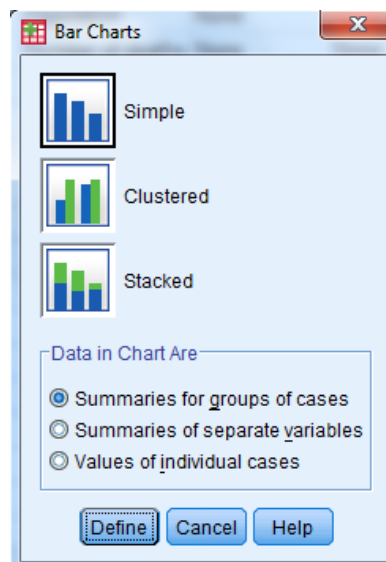 Bar Charts
Simple
Clustered
Stacked
Data in Chart Are
Summaries for groups of cases
Summaries of separate variables
Values of individual cases
Define Cancel Help